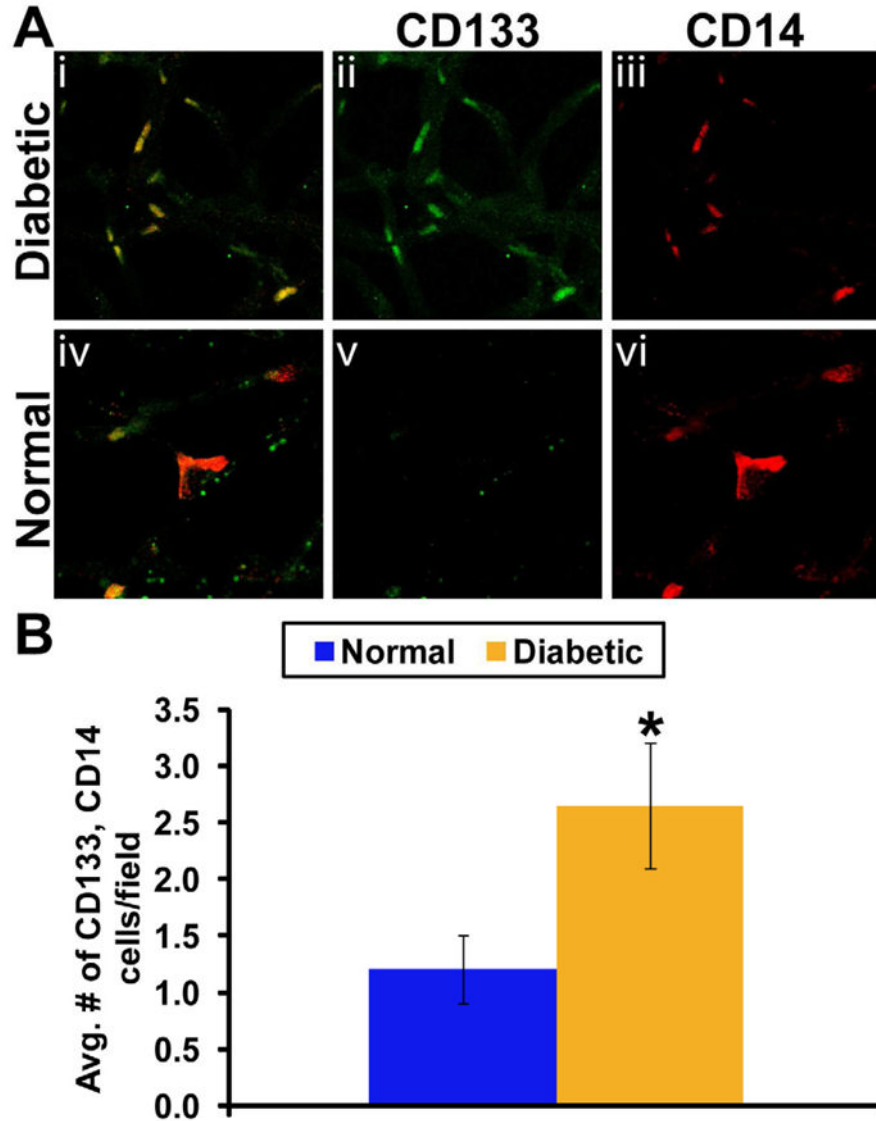 A
CD133 CD14
Diabetic
i ii iii
Normal
iv v vi
B
Normal Diabetic
Avg. # of CD133, CD14
cells/field
3.5
*
3.0
2.5
2.0
1.5
1.0
0.5
0.0